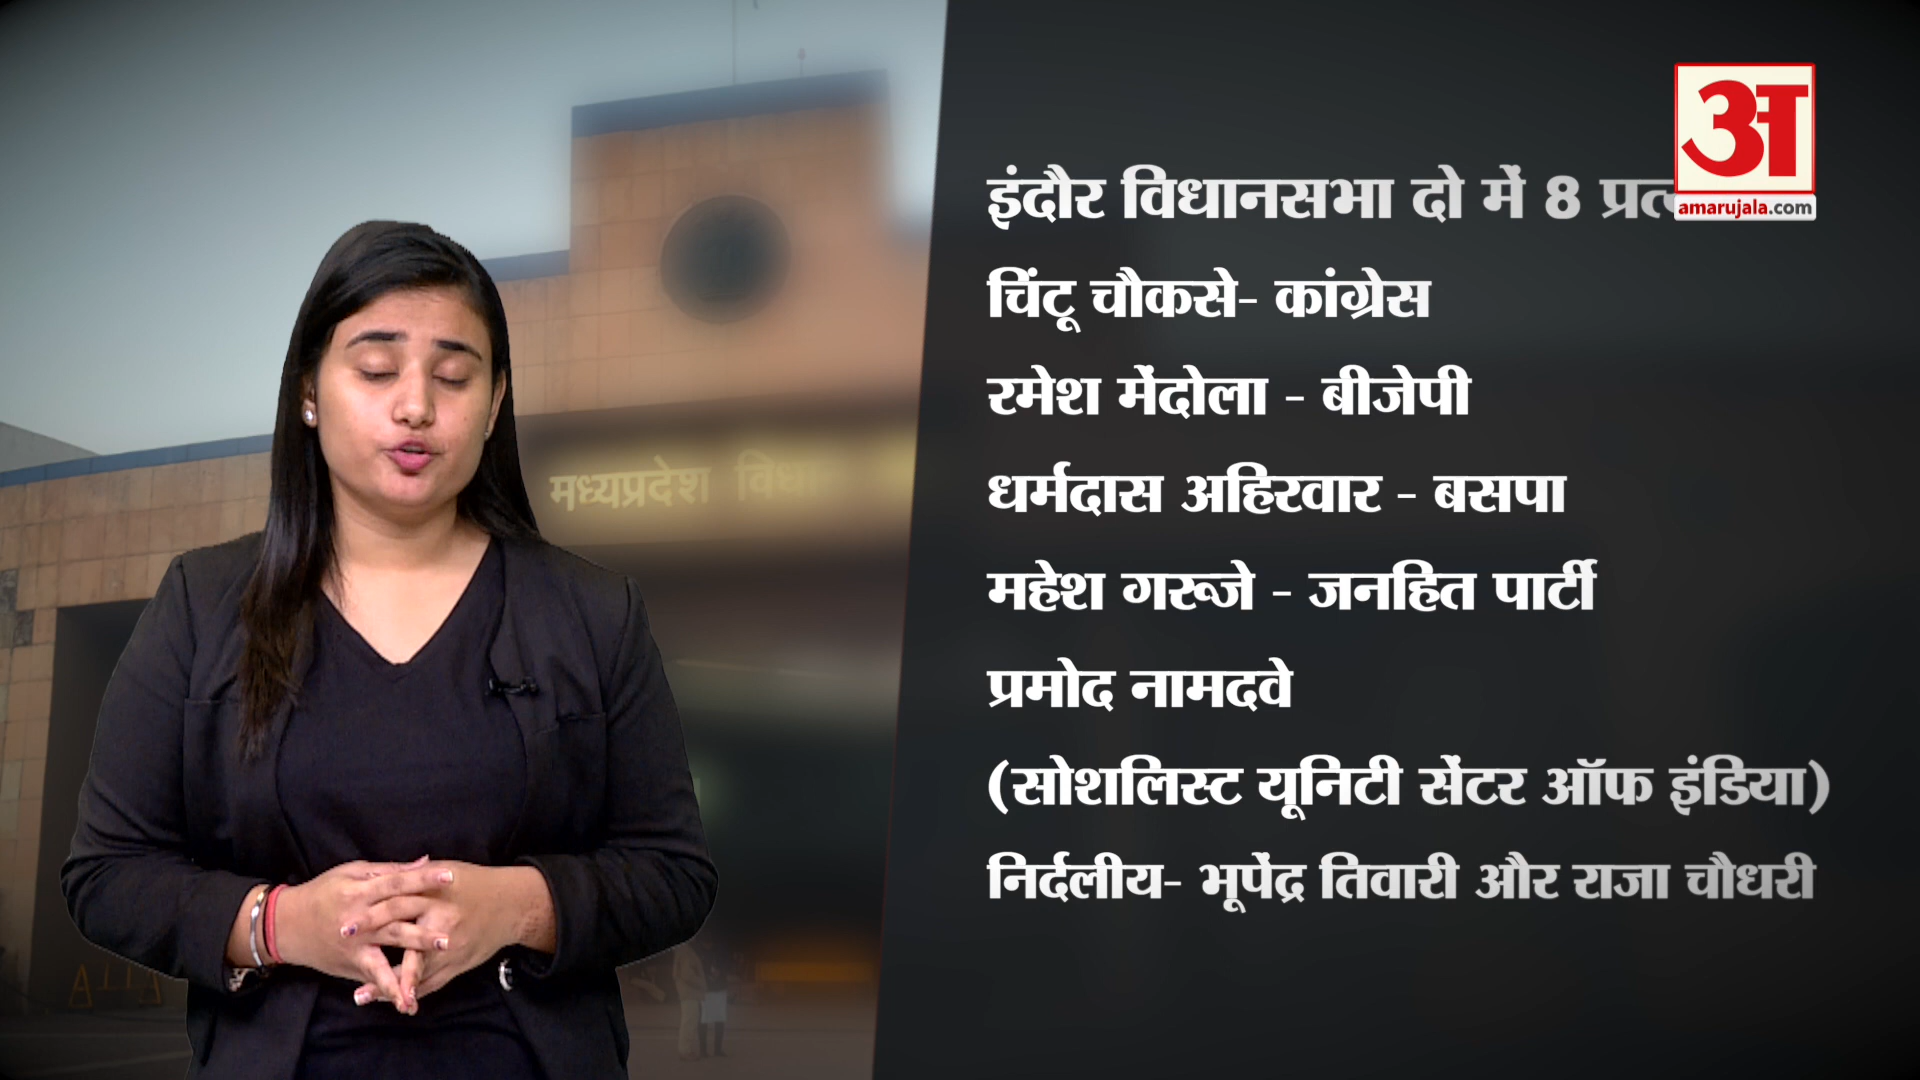 इंदौर विधानसभा दो में 8
चिंटू चौकसे- कांग्रेस
रमेश मेंदोला - बीजेपी
धर्मदास अहिरवार - बसपा
महेश गरूजे - जनहित पार्टी
प्रमोद नामदवे
(सोशलिस्ट यूनिटी सेंटर ऑफ इंडिया)
निर्दलीय- भूपेंद्र तिवारी और राजा चौधरी
अ
amarujala.com
मध्यप्रदेश